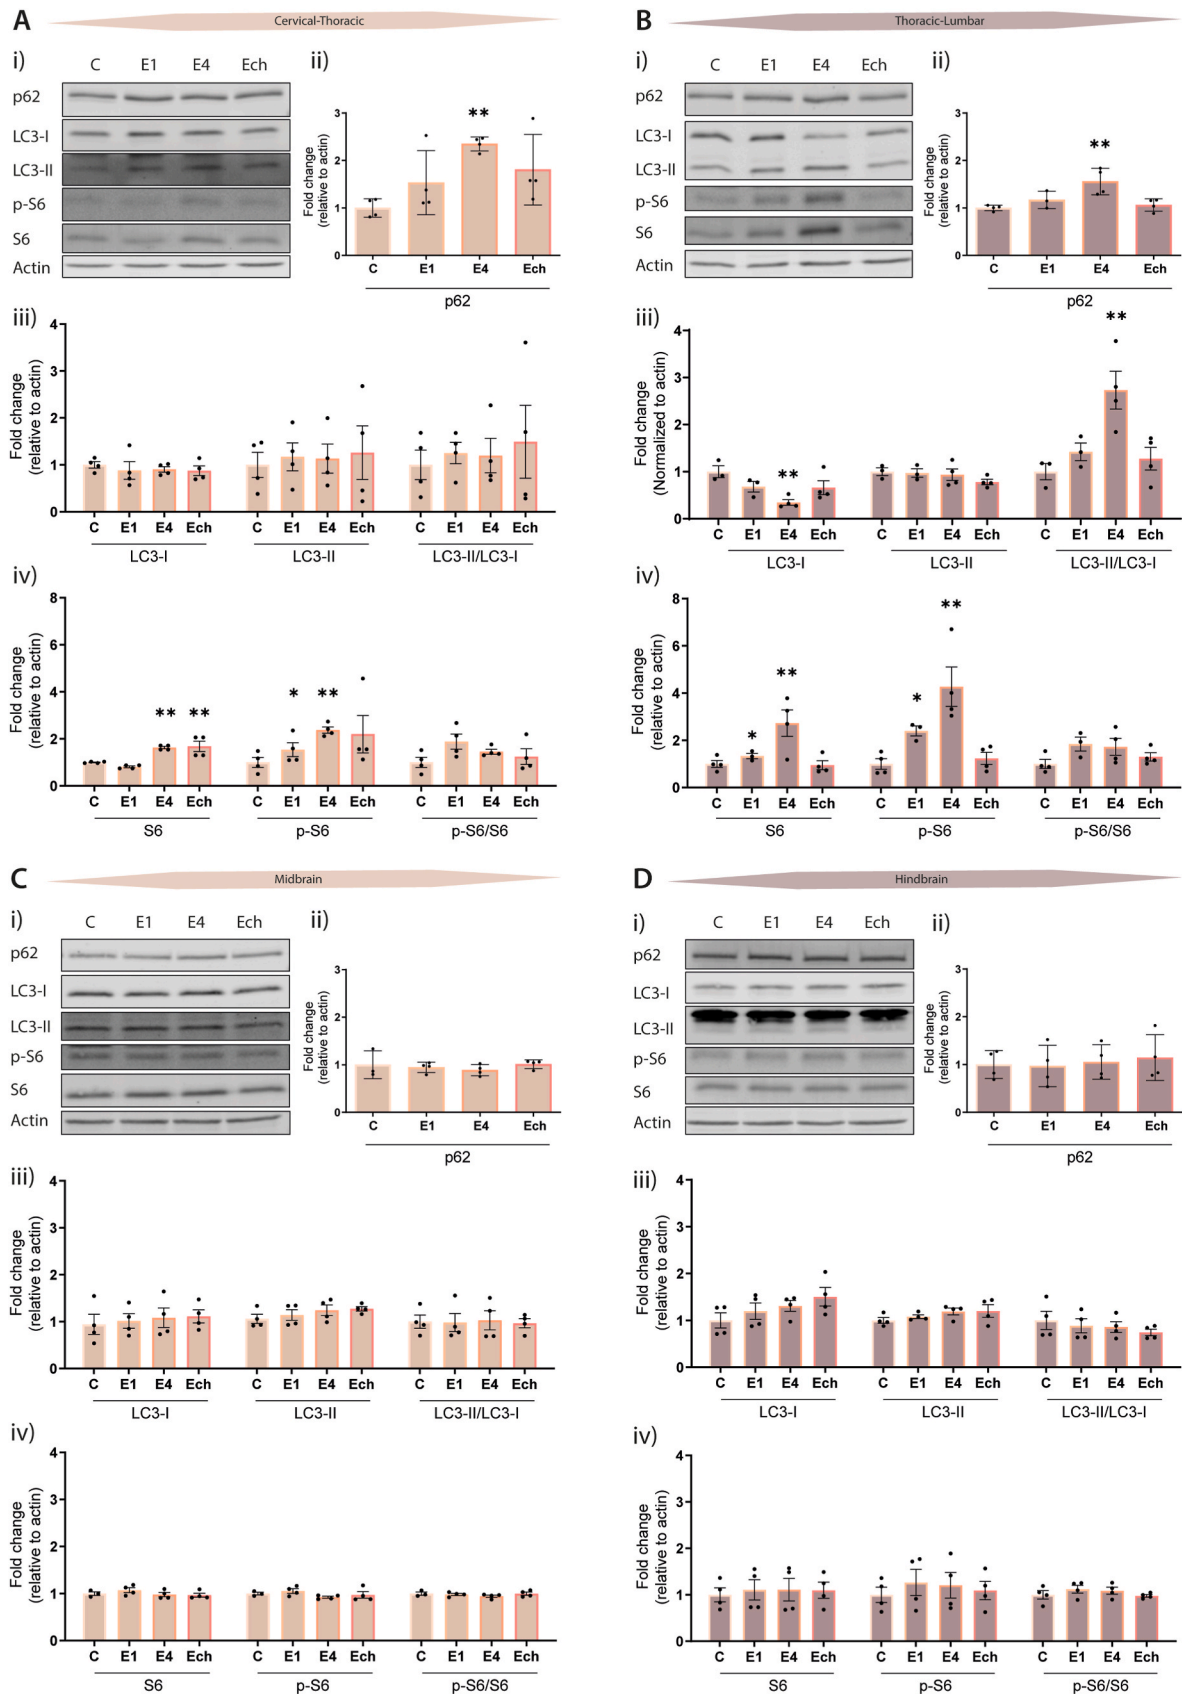 A
Cervical-Thoracic
i)
C E1 E4 Ech
p62
LC3-I
LC3-II
p-S6
S6
Actin
ii)
Fold change
(relative to actin)
3
2
1
0
**
C E1 E4 Ech
p62
iii)
Fold change
(relative to actin)
4
3
2
1
0
C E1 E4 Ech C E1 E4 Ech C E1 E4 Ech
LC3-I LC3-II LC3-II/LC3-I
iv)
Fold change
(relative to actin)
8
6
4
2
0
** ** * **
C E1 E4 Ech C E1 E4 Ech C E1 E4 Ech
S6 p-S6 p-S6/S6
B
Thoracic-Lumbar
i)
C E1 E4 Ech
p62
LC3-I
LC3-II
p-S6
S6
Actin
ii)
Fold change
(relative to actin)
3
2
1
0
**
C E1 E4 Ech
p62
iii)
Fold change
(Normalized to actin)
4
3
2
1
0
** **
C E1 E4 Ech C E1 E4 Ech C E1 E4 Ech
LC3-I LC3-II LC3-II/LC3-I
iv)
Fold change
(relative to actin)
8
6
4
2
0
* ** * **
C E1 E4 Ech C E1 E4 Ech C E1 E4 Ech
S6 p-S6 p-S6/S6
C
Midbrain
i)
C E1 E4 Ech
p62
LC3-I
LC3-II
p-S6
S6
Actin
ii)
Fold change
(relative to actin)
3
2
1
0
C E1 E4 Ech
p62
iii)
Fold change
(relative to actin)
4
3
2
1
0
C E1 E4 Ech C E1 E4 Ech C E1 E4 Ech
LC3-I LC3-II LC3-II/LC3-I
iv)
Fold change
(relative to actin)
4
3
2
1
0
C E1 E4 Ech C E1 E4 Ech C E1 E4 Ech
S6 p-S6 p-S6/S6
D
Hindbrain
i)
C E1 E4 Ech
p62
LC3-I
LC3-II
p-S6
S6
Actin
ii)
Fold change
(relative to actin)
3
2
1
0
C E1 E4 Ech
p62
iii)
Fold change
(relative to actin)
4
3
2
1
0
C E1 E4 Ech C E1 E4 Ech C E1 E4 Ech
LC3-I LC3-II LC3-II/LC3-I
iv)
Fold change
(relative to actin)
4
3
2
1
0
C E1 E4 Ech C E1 E4 Ech C E1 E4 Ech
S6 p-S6 p-S6/S6